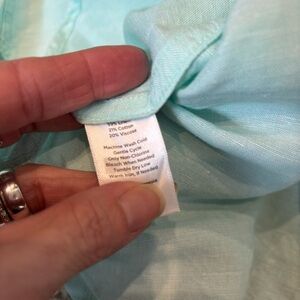 21% Cotton
20% Viscose
Machine Wash Cold
Gentle Cycle
Only Non-Chlorine
Bleach When Needed
Tumble Dry Low
Warm Iron, If Needed